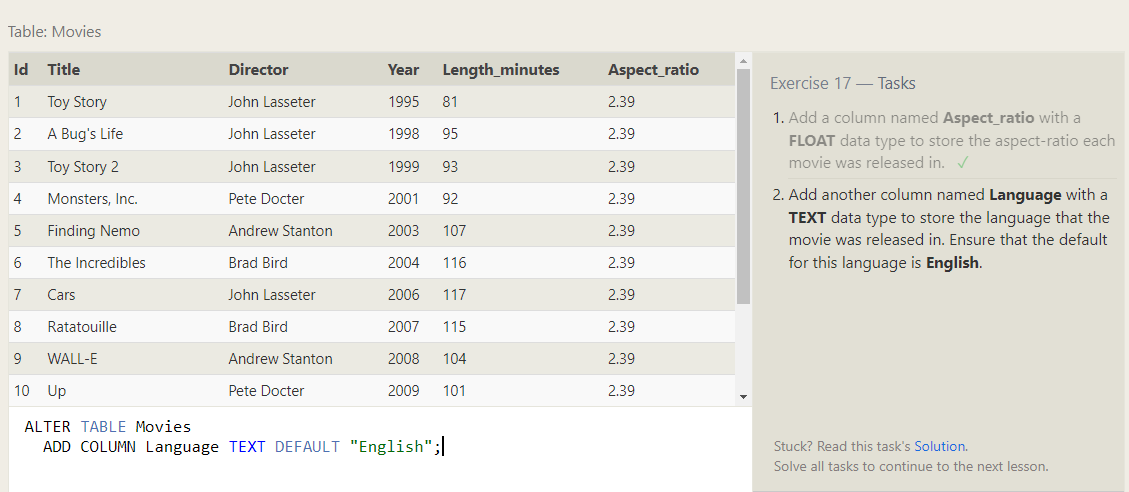 Table: Movies
Id Title Director Year Length_minutes Aspect_ratio
1 Toy Story John Lasseter 1995 81 2.39
2 A Bug's Life John Lasseter 1998 95 2.39
3 Toy Story 2 John Lasseter 1999 93 2.39
4 Monsters, Inc. Pete Docter 2001 92 2.39
5 Finding Nemo Andrew Stanton 2003 107 2.39
6 The Incredibles Brad Bird 2004 116 2.39
7 Cars John Lasseter 2006 117 2.39
8 Ratatouille Brad Bird 2007 115 2.39
9 WALL-E Andrew Stanton 2008 104 2.39
10 Up Pete Docter 2009 101 2.39
ALTER TABLE Movies
ADD COLUMN Language TEXT DEFAULT "English";
Exercise 17 — Tasks
1. Add a column named Aspect_ratio with a
FLOAT data type to store the aspect-ratio each
movie was released in. ✓
2. Add another column named Language with a
TEXT data type to store the language that the
movie was released in. Ensure that the default
for this language is English.
Stuck? Read this task's Solution.
Solve all tasks to continue to the next lesson.